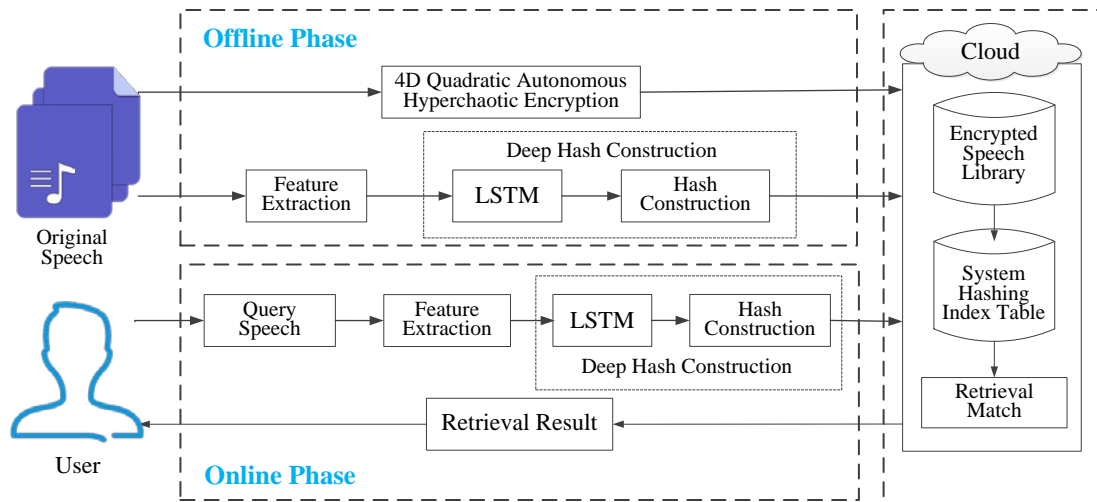 Offline Phase
Cloud
4D Quadratic Autonomous
Hyperchaotic Encryption
Encrypted
Speech
Library
Deep Hash Construction
Feature
Extraction
LSTM
Hash
Construction
Original
Speech
System
Hashing
Index Table
Query
Speech
Feature
Extraction
LSTM
Hash
Construction
Deep Hash Construction
Retrieval
Match
Retrieval Result
User
Online Phase